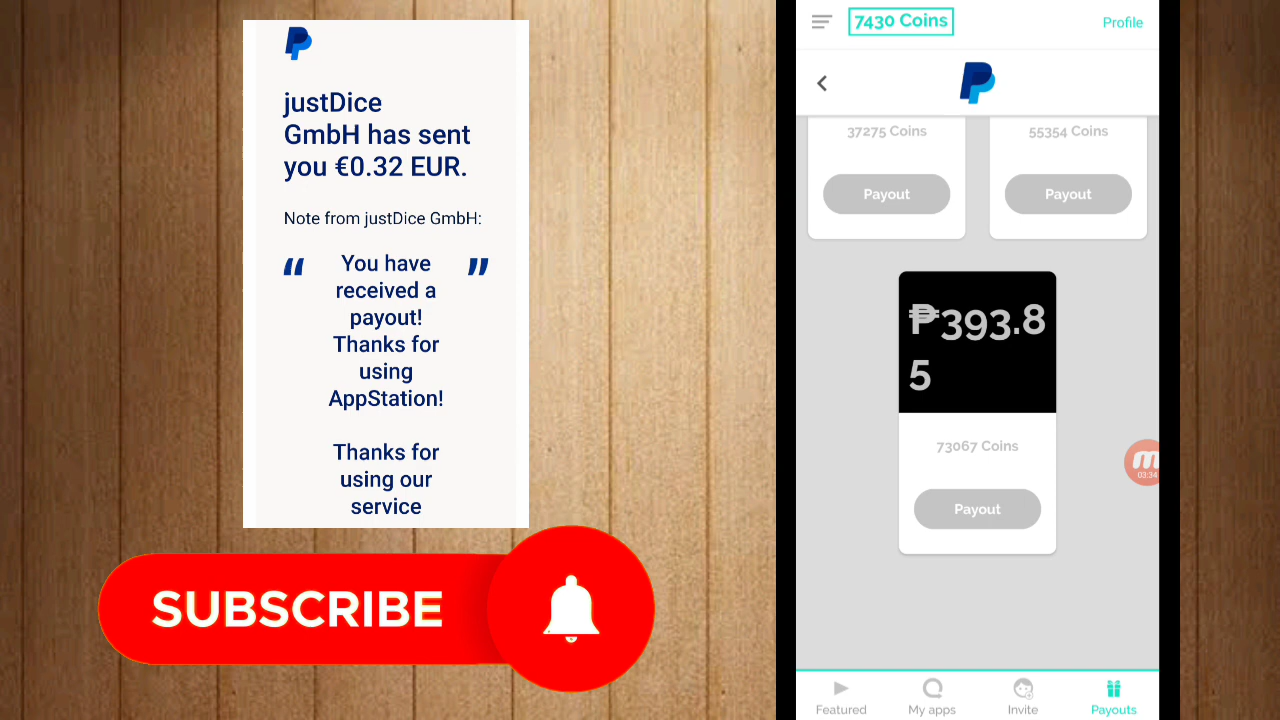 justDice
GmbH has sent
you €0.32 EUR.
Note from justDice GmbH:
“ You have ”
received a
payout!
Thanks for
using
AppStation!
Thanks for
using our
service
SUBSCRIBE
7430 Coins
Profile
37275 Coins
55354 Coins
Payout
Payout
₱393.8
5
73067 Coins
03:34
Payout
Featured
My apps
Invite
Payouts